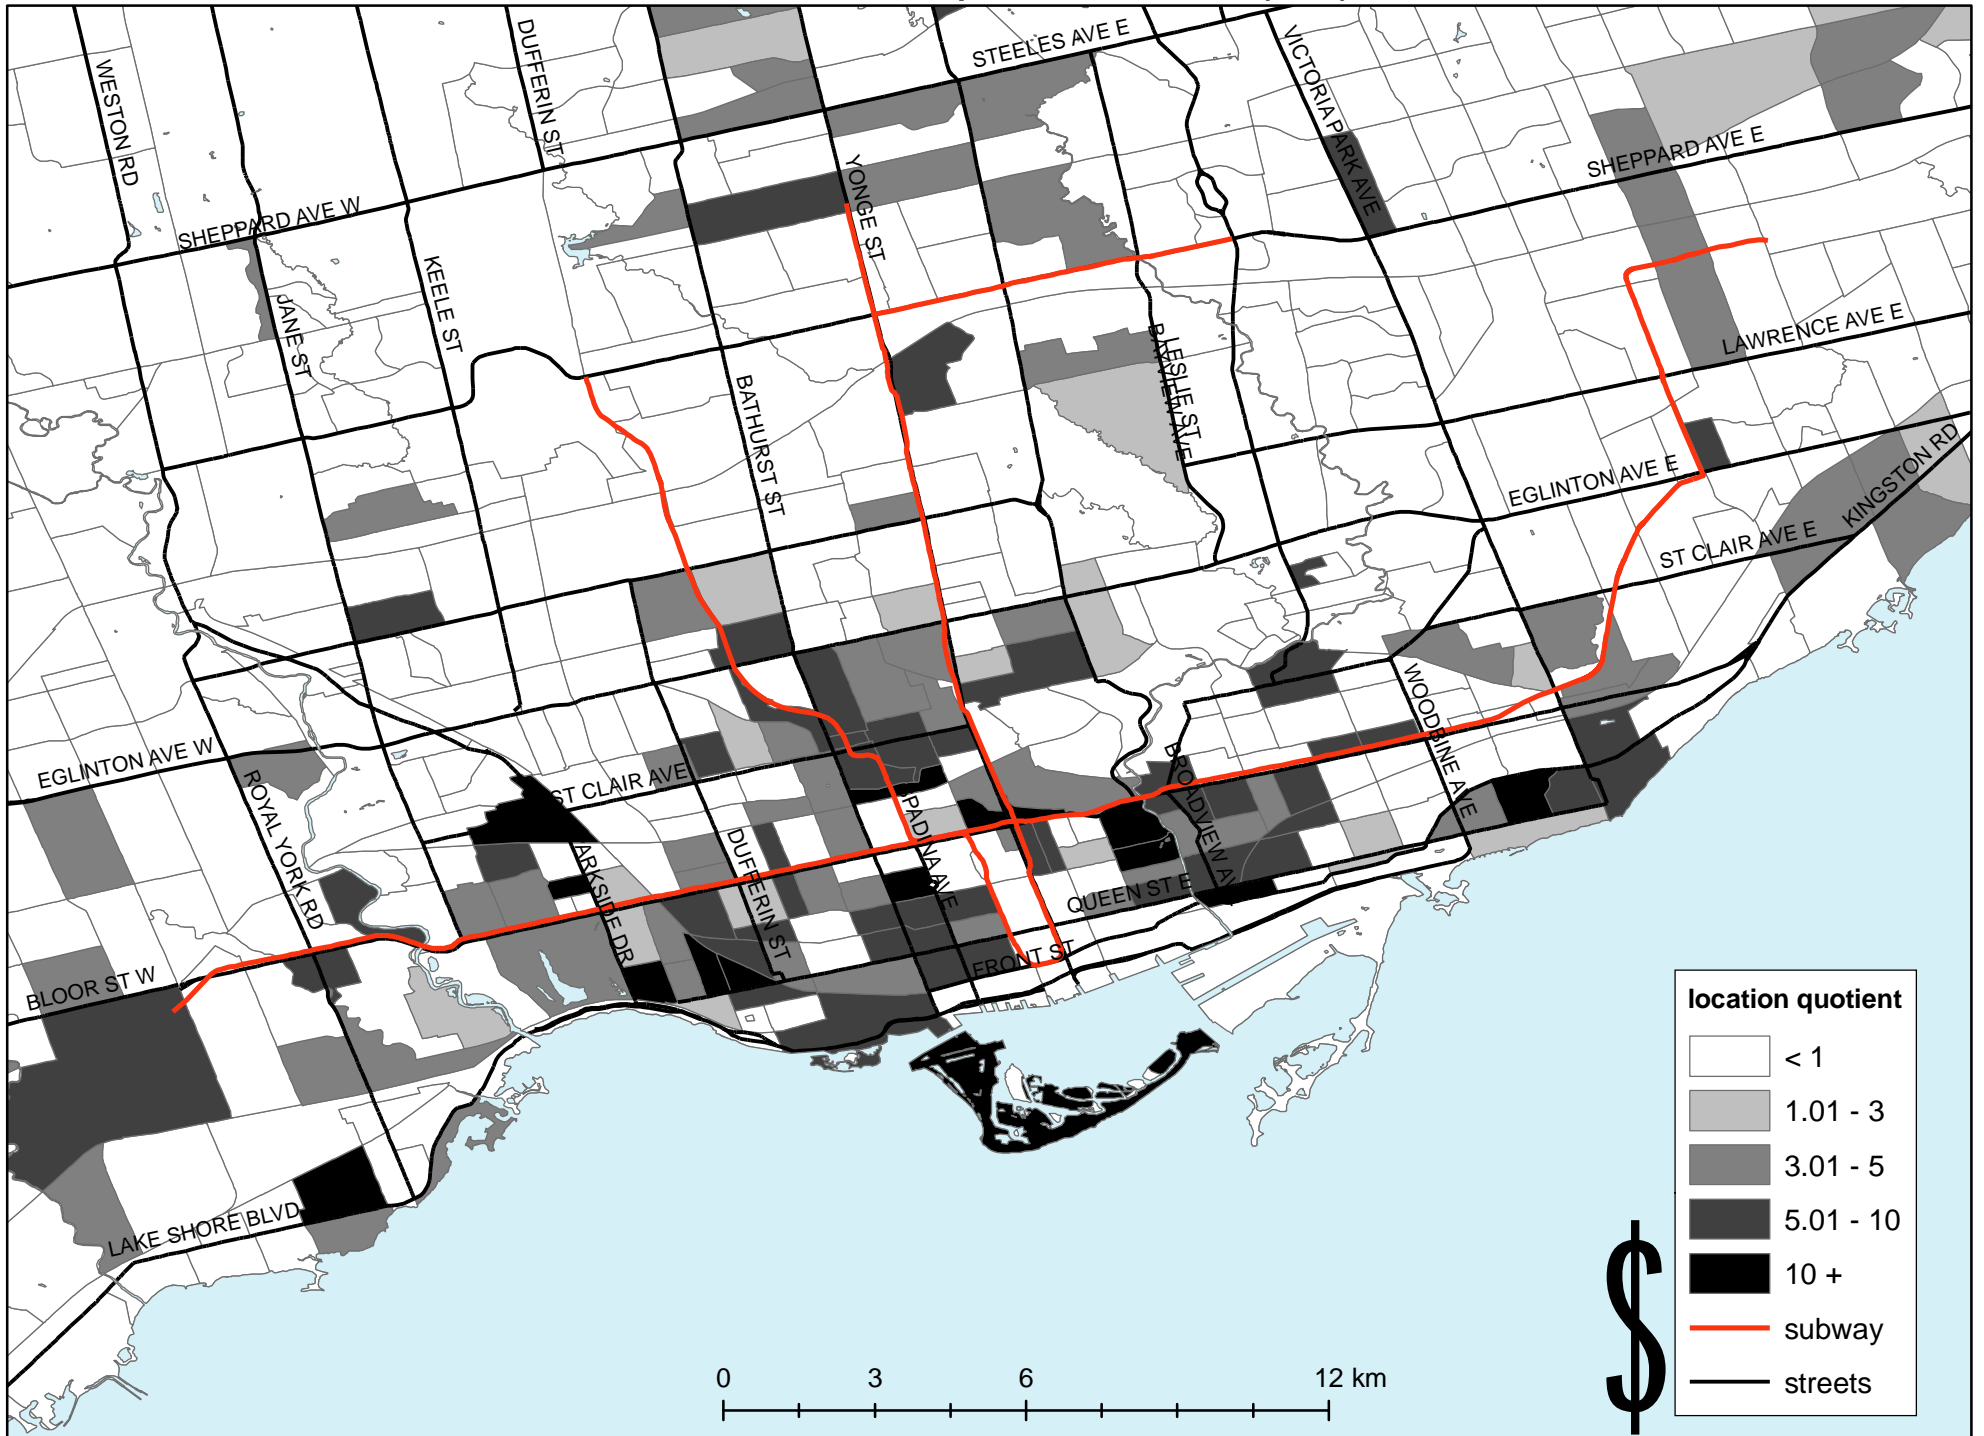 STEELES AVE E
WESTON RD
DUFFERIN ST
VICTORIA PARK AVE
SHEPPARD AVE E
YONGE ST
SHEPPARD AVE W
KEELE ST
JANE ST
LAWRENCE AVE E
BAYVIEW AVE
LESLIE ST
BATHURST ST
KINGSTON RD
EGLINTON AVE E
ST CLAIR AVE E
WOODBINE AVE
EGLINTON AVE W
ROYAL YORK RD
ST CLAIR AVE
BROADVIEW AV
SPADINA AVE
DUFFERIN ST
ARKSIDE DR
QUEEN ST E
FRONT ST
BLOOR ST W
LAKE SHORE BLVD
location quotient
< 1
1.01 - 3
3.01 - 5
5.01 - 10
10 +
subway
streets
$
0 3 6 12 km